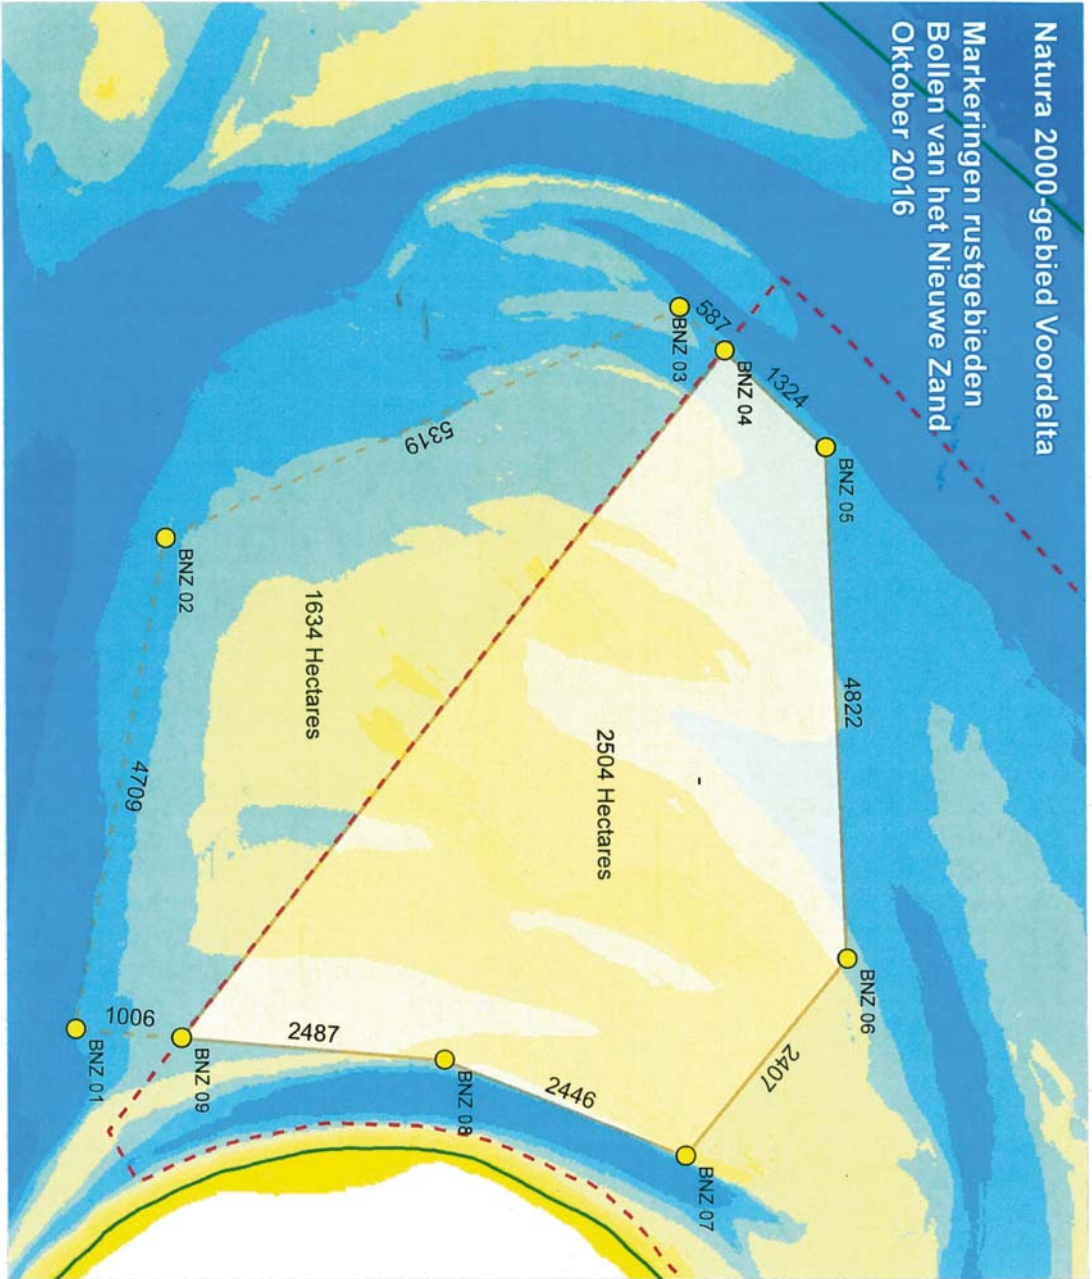 Natura 2000-gebied Voordelta
Markeringen rustgebieden
Bollen van het Nieuwe Zand
Oktober 2016
587
BNZ 03
BNZ 04
1324
BNZ 05
5319
BNZ 02
1634 Hectares
2504 Hectares
4822
4709
BNZ 06
2407
1006
BNZ 01
BNZ 09
2487
BNZ 08
2446
BNZ 07